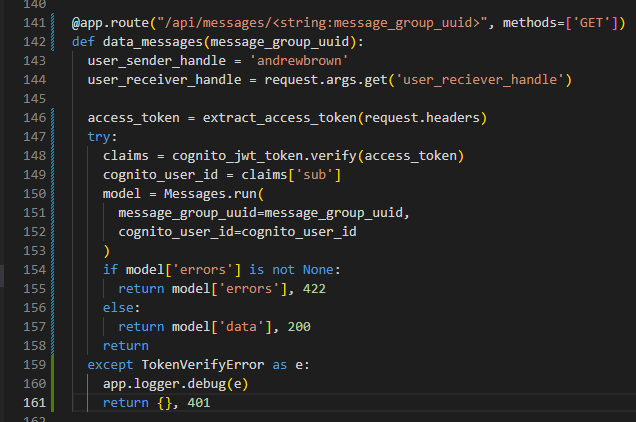 140
141 @app.route("/api/messages/<string:message_group_uuid>", methods=['GET'])
142 def data_messages(message_group_uuid):
143   user_sender_handle = 'andrewbrown'
144   user_receiver_handle = request.args.get('user_reciever_handle')
145
146   access_token = extract_access_token(request.headers)
147   try:
148     claims = cognito_jwt_token.verify(access_token)
149     cognito_user_id = claims['sub']
150     model = Messages.run(
151       message_group_uuid=message_group_uuid,
152       cognito_user_id=cognito_user_id
153     )
154     if model['errors'] is not None:
155       return model['errors'], 422
156     else:
157       return model['data'], 200
158     return
159   except TokenVerifyError as e:
160     app.logger.debug(e)
161     return {}, 401
162